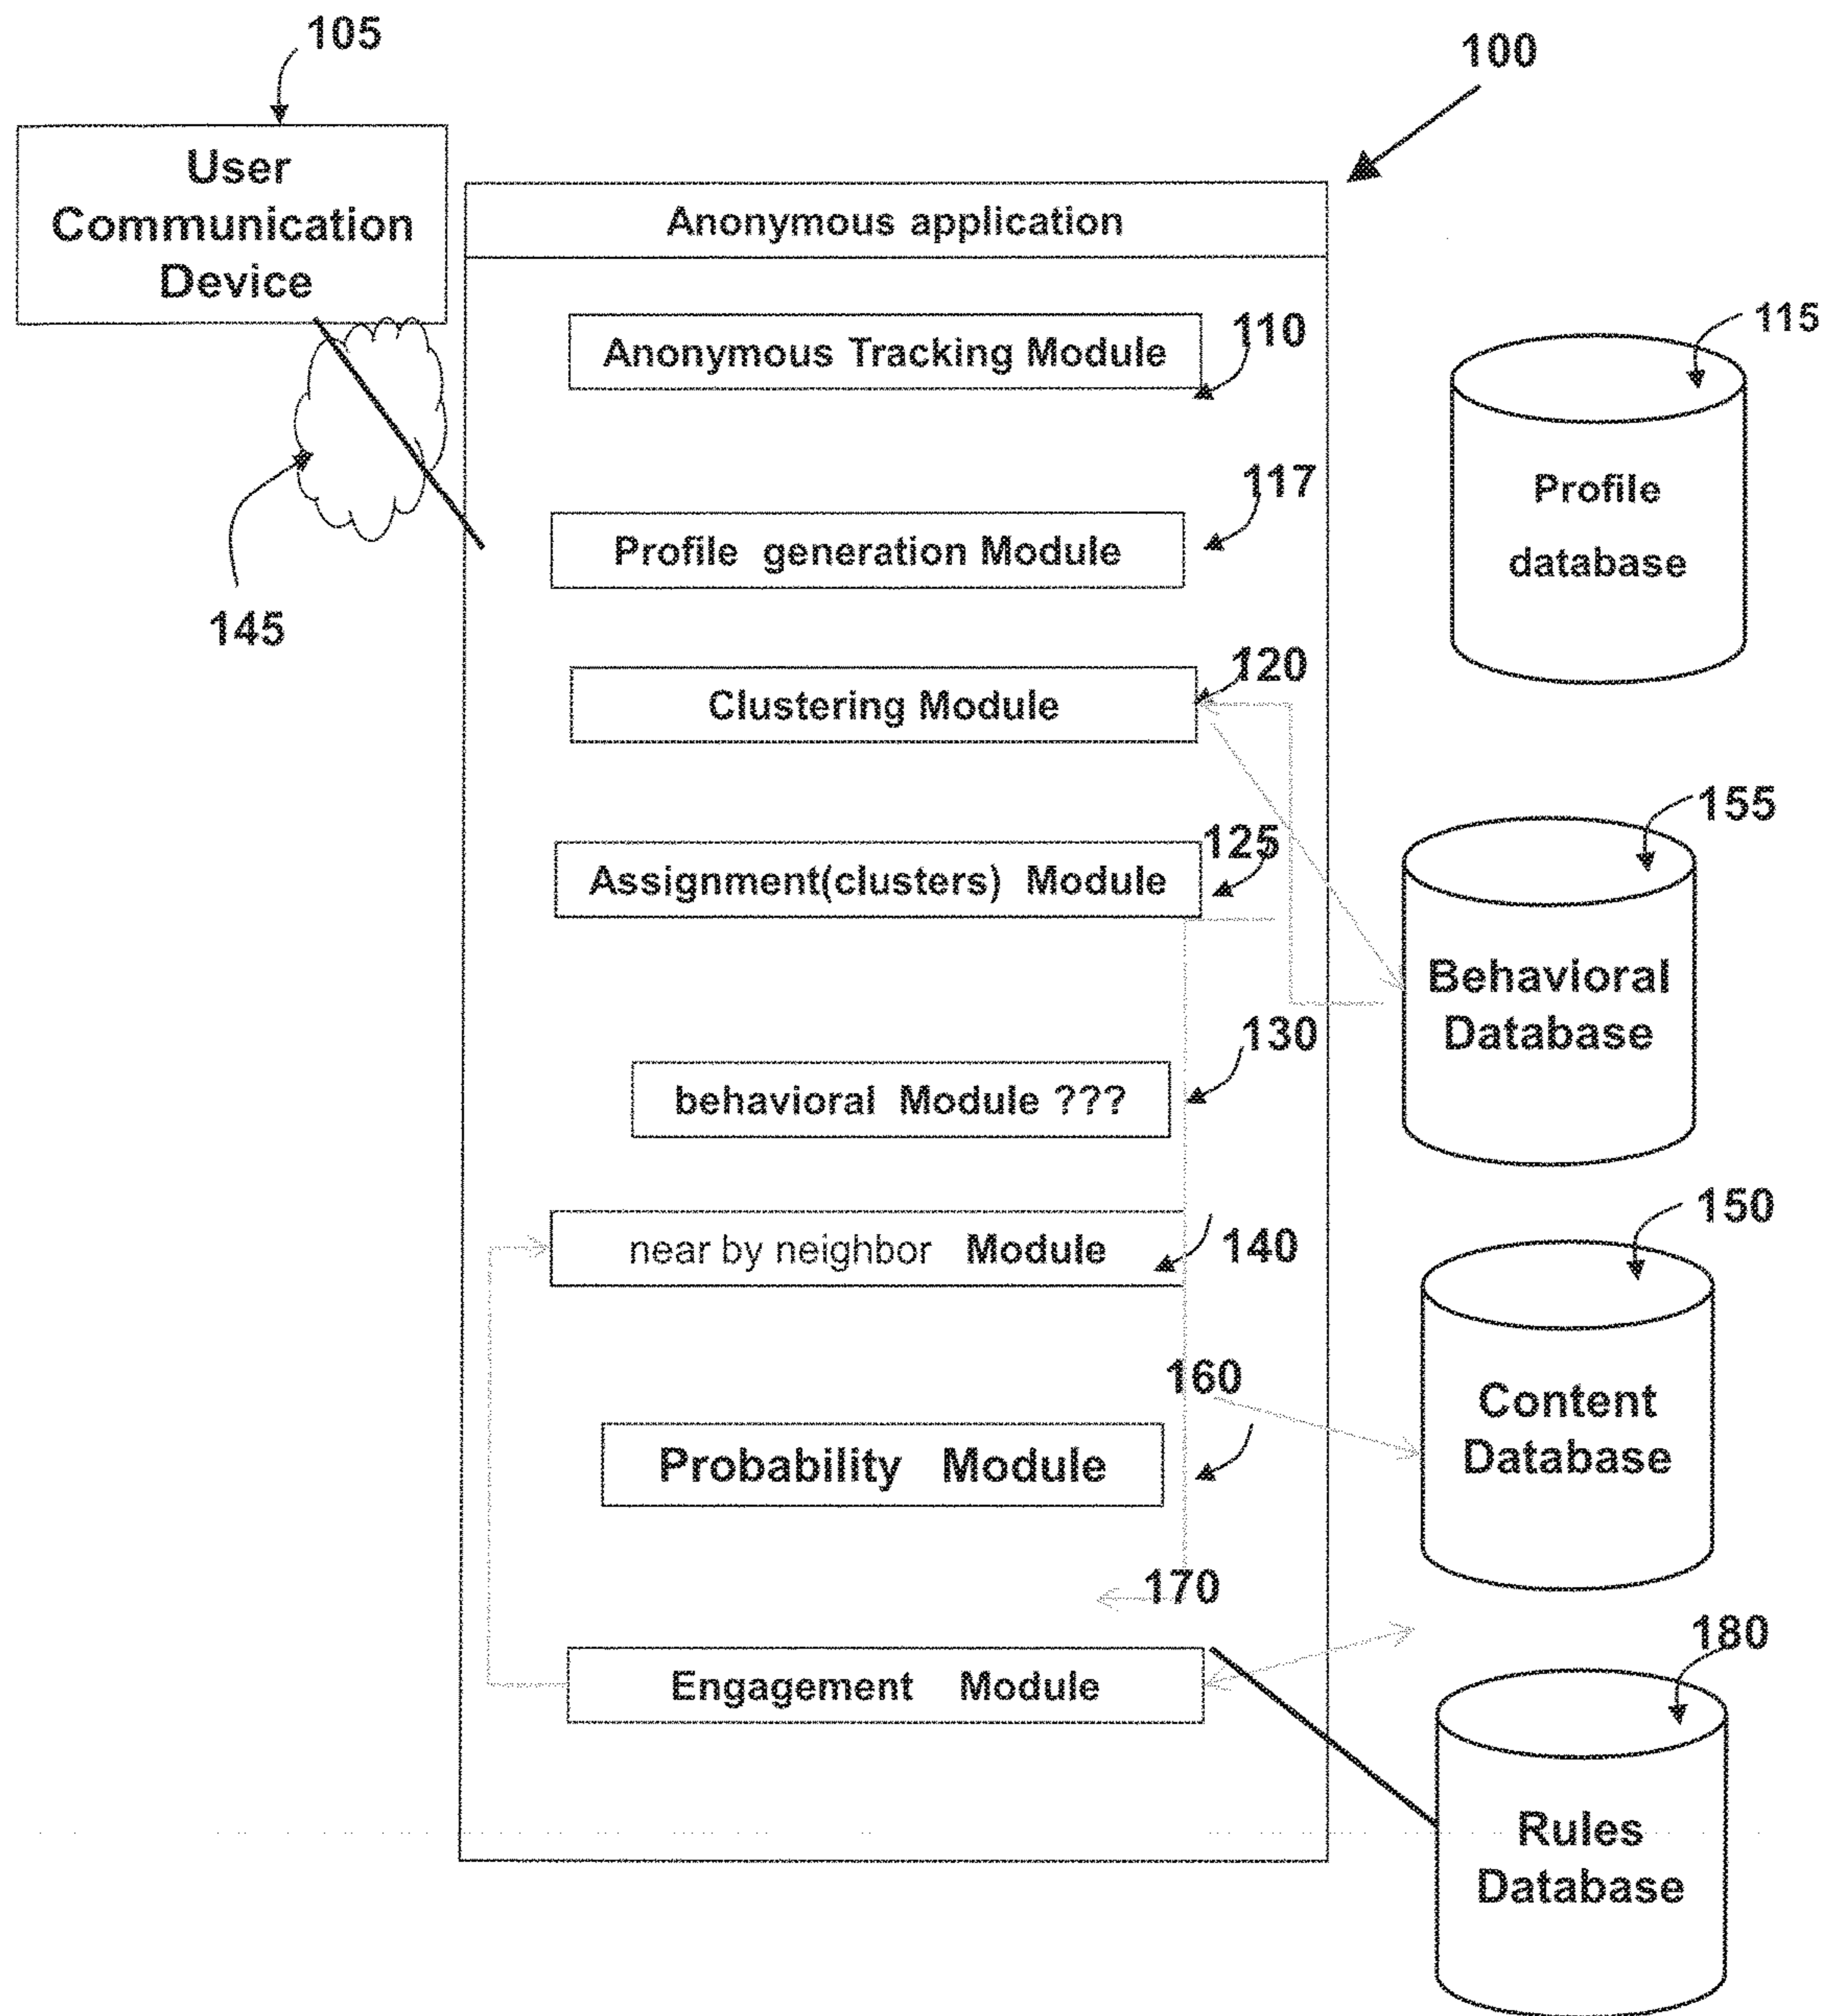 105
100
User
Communication
Device
Anonymous application
Anonymous Tracking Module
110
115
Profile
database
117
Profile generation Module
145
120
Clustering Module
155
125
Assignment(clusters) Module
Behavioral
Database
130
behavioral Module ???
150
near by neighbor Module
140
160
Content
Database
Probability Module
170
180
Engagement Module
Rules
Database